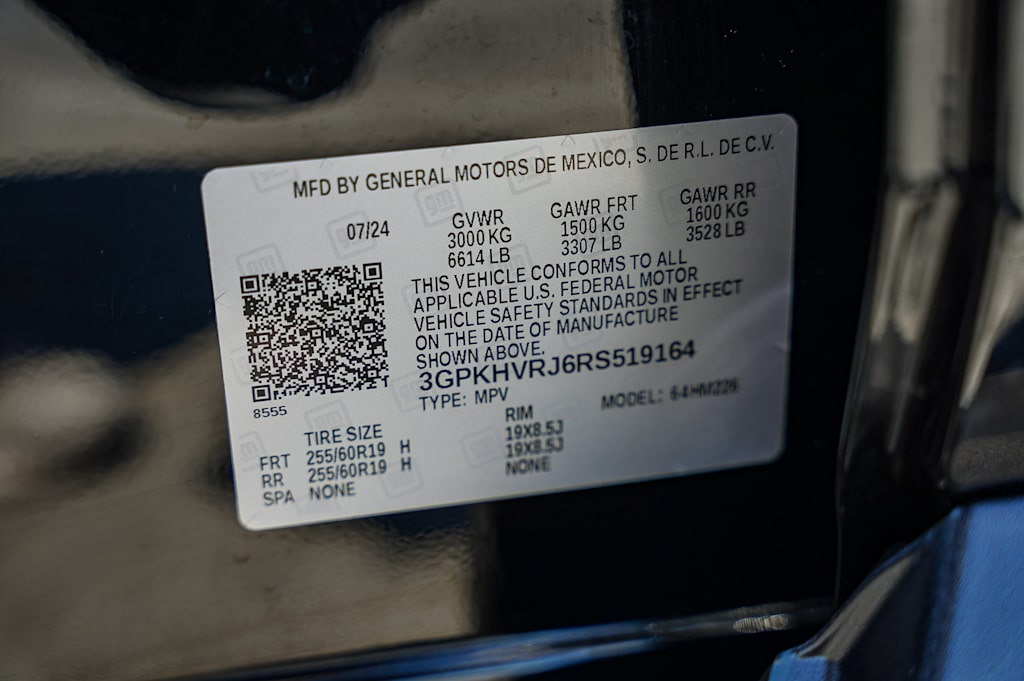 MFD BY GENERAL MOTORS DE MEXICO, S. DE R.L. DE C.V.
07/24
GVWR
3000 KG
6614 LB
GAWR FRT
1500 KG
3307 LB
GAWR RR
1600 KG
3528 LB
THIS VEHICLE CONFORMS TO ALL
APPLICABLE U.S. FEDERAL MOTOR
VEHICLE SAFETY STANDARDS IN EFFECT
ON THE DATE OF MANUFACTURE
SHOWN ABOVE.
3GPKHVRJ6RS519164
TYPE: MPV MODEL:
8555
TIRE SIZE RIM
FRT 255/60R19 H 19X8.5J
RR 255/60R19 H 19X8.5J
SPA NONE NONE